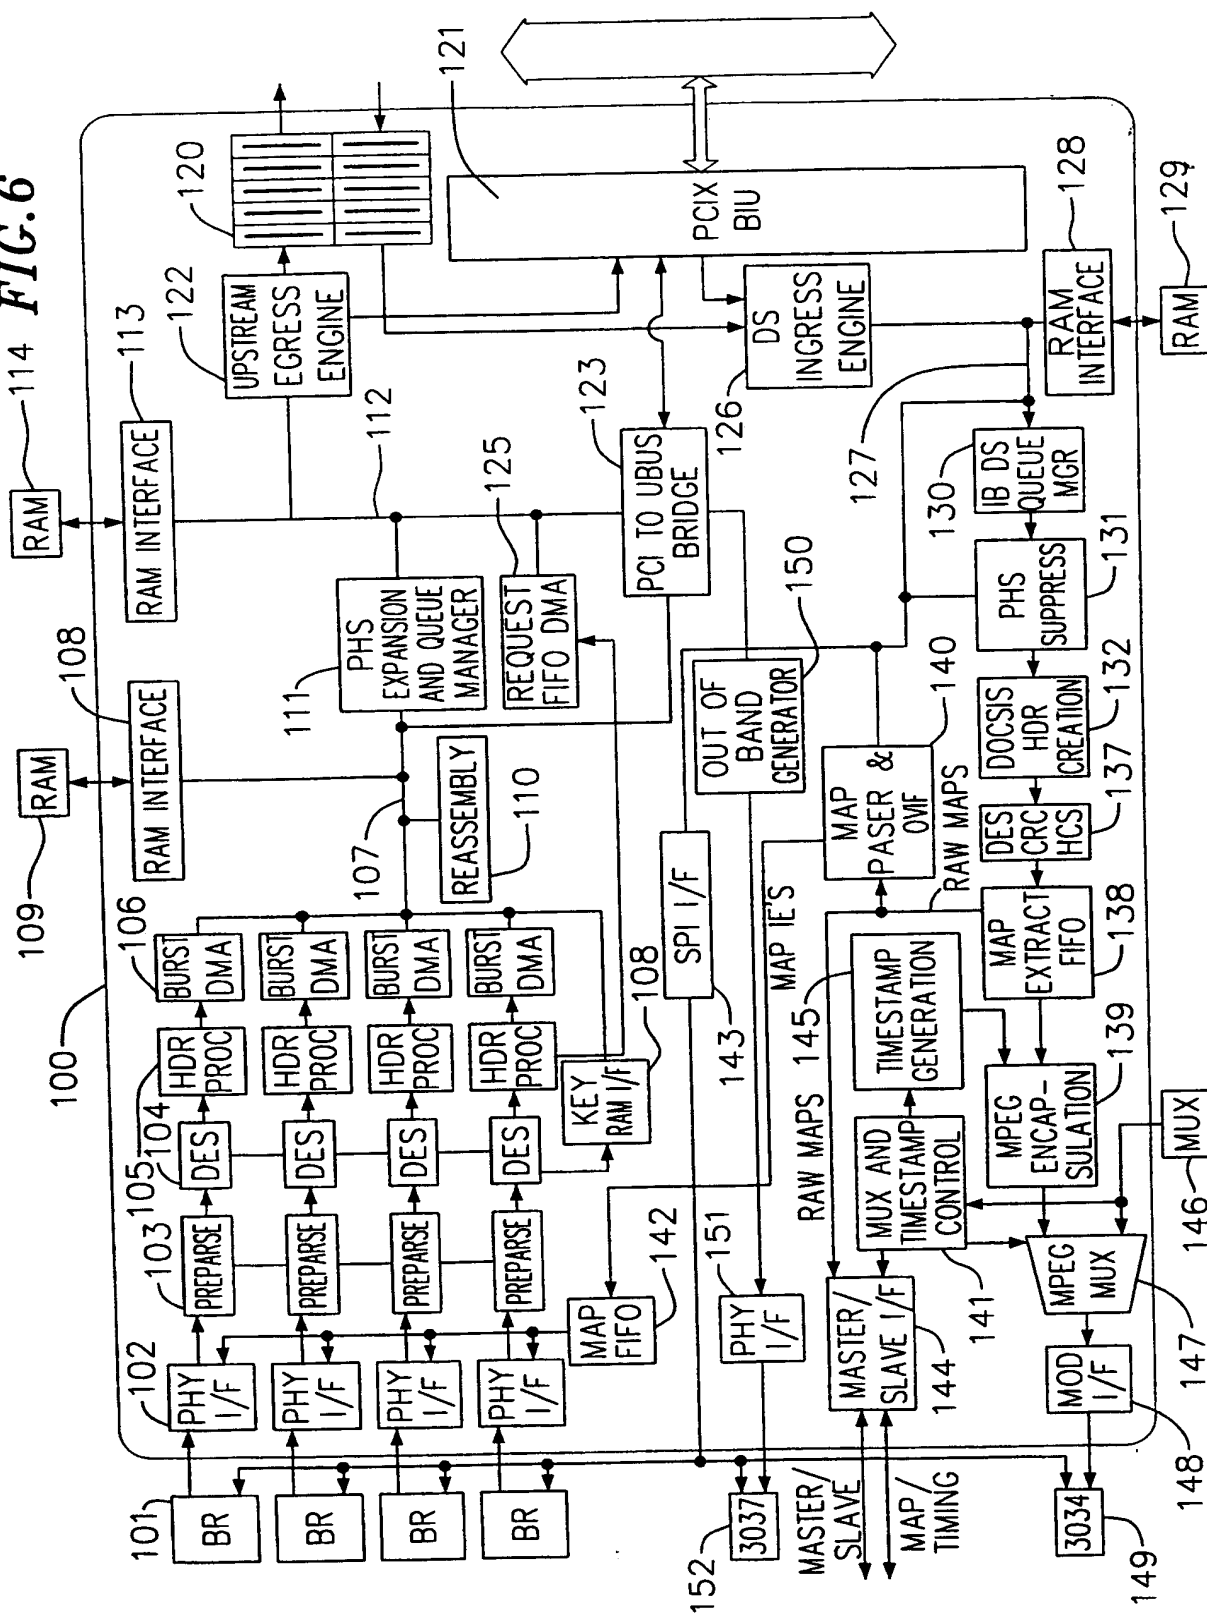 FIG.6
100
101
BR
BR
BR
BR
102
PHY
I/F
PHY
I/F
PHY
I/F
PHY
I/F
103
PREPARSE
PREPARSE
PREPARSE
PREPARSE
104
DES
DES
DES
DES
105
HDR
PROC
HDR
PROC
HDR
PROC
HDR
PROC
106
BURST
DMA
BURST
DMA
BURST
DMA
BURST
DMA
107
KEY
RAM I/F
108
RAM
109
RAM INTERFACE
108
REASSEMBLY
110
PHS
EXPANSION
AND QUEUE
MANAGER
111
112
RAM
114
RAM INTERFACE
113
REQUEST
FIFO DMA
125
UPSTREAM
EGRESS
ENGINE
122
120
121
PCIX
BIU
PCI TO UBUS
BRIDGE
123
DS
INGRESS
ENGINE
126
127
RAM
INTERFACE
128
RAM
129
IB DS
QUEUE
MGR
130
PHS
SUPPRESS
131
DOCSIS
HDR
CREATION
132
DES
CRC
HCS
137
MAP
EXTRACT
FIFO
138
MPEG
ENCAP-
SULATION
139
MAP
PASER &
OVIF
140
RAW MAPS
MAP IE'S
OUT OF
BAND
GENERATOR
150
SPI I/F
143
MAP
FIFO
142
PHY
I/F
151
3037
152
RAW MAPS
TIMESTAMP
GENERATION
145
MUX AND
TIMESTAMP
CONTROL
141
MASTER/
SLAVE I/F
144
MASTER/
SLAVE
MAP/
TIMING
MUX
146
MPEG
MUX
147
MOD
I/F
148
3034
149